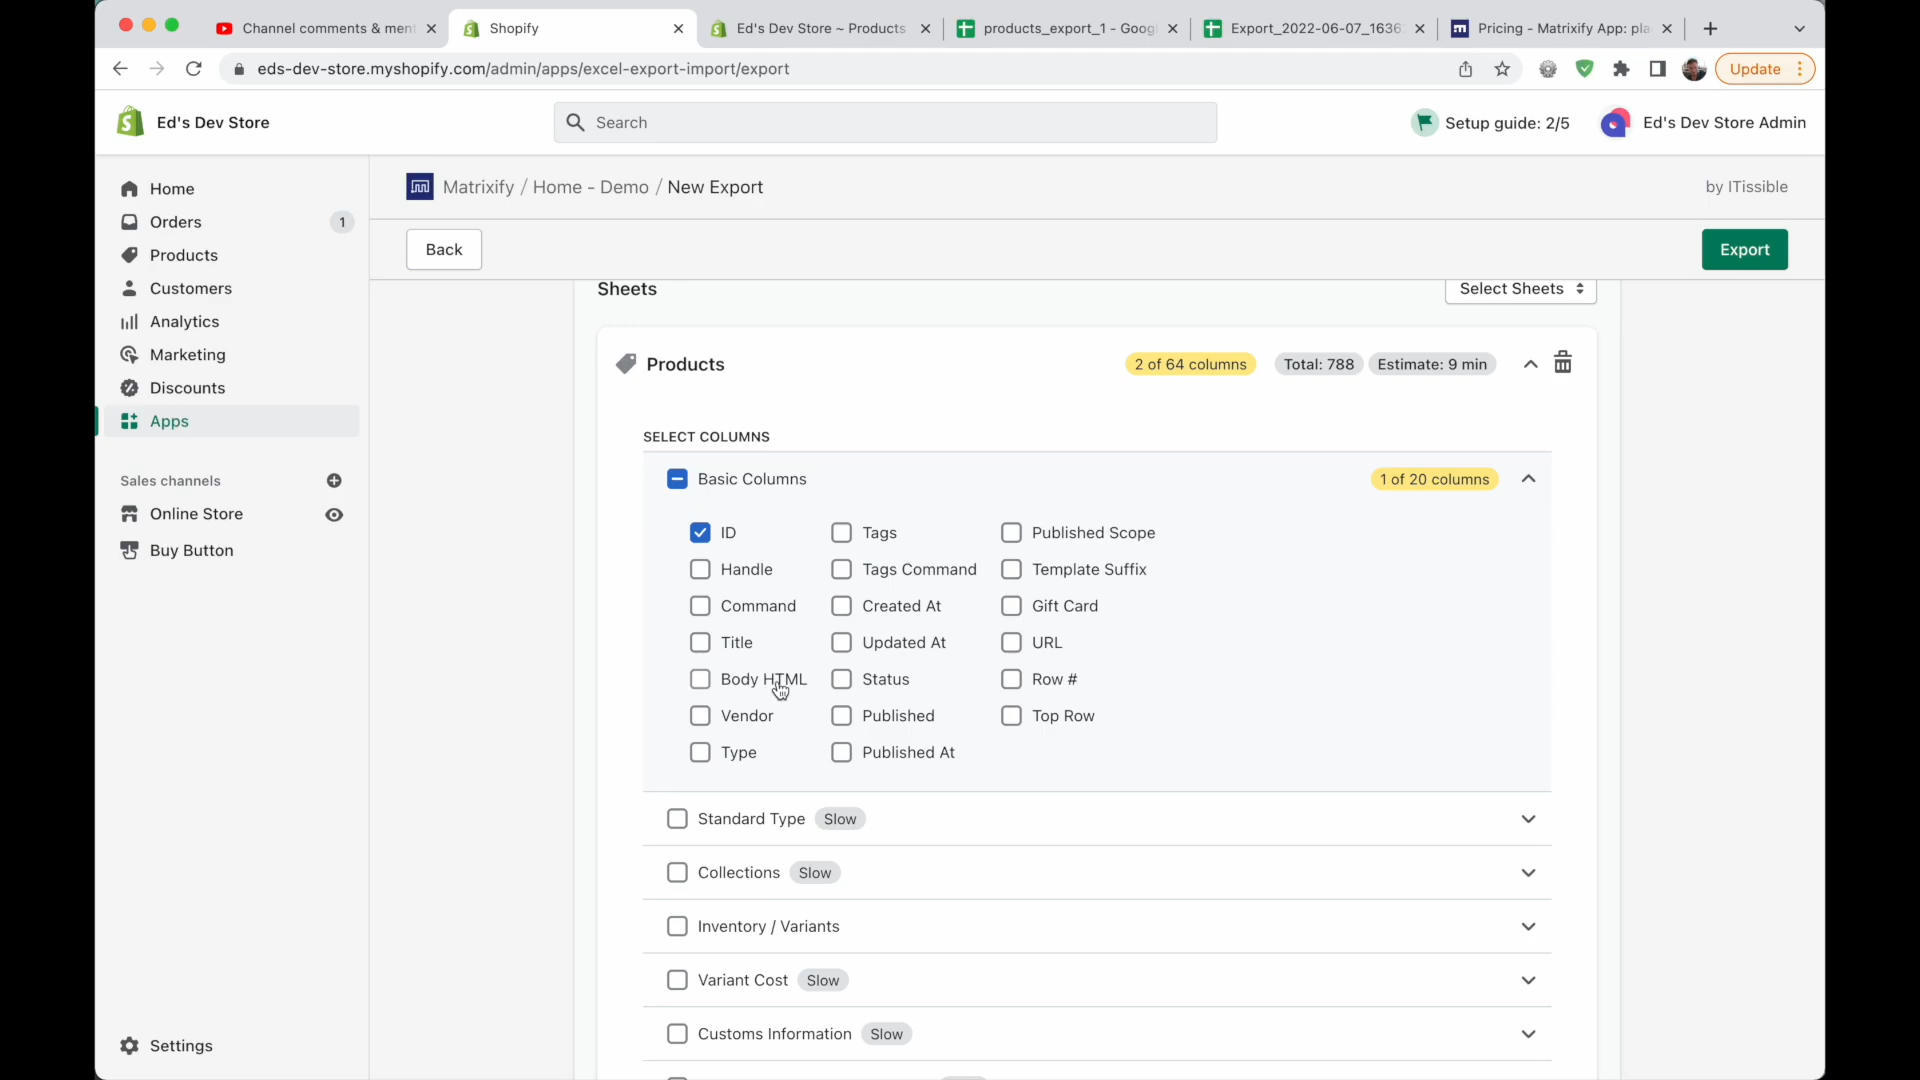 Channel comments & ment
Shopify
Ed's Dev Store ~ Products
products_export_1 - Goog
Export_2022-06-07_1636
Pricing - Matrixify App: pla
eds-dev-store.myshopify.com/admin/apps/excel-export-import/export
Update
Ed's Dev Store
Search
Setup guide: 2/5
Ed's Dev Store Admin
Home
Orders
1
Products
Customers
Analytics
Marketing
Discounts
Apps
Sales channels
Online Store
Buy Button
Settings
Matrixify / Home - Demo / New Export
by ITissible
Back
Export
Sheets
Select Sheets
Products
2 of 64 columns
Total: 788
Estimate: 9 min
SELECT COLUMNS
Basic Columns
1 of 20 columns
ID
Tags
Published Scope
Handle
Tags Command
Template Suffix
Command
Created At
Gift Card
Title
Updated At
URL
Body HTML
Status
Row #
Vendor
Published
Top Row
Type
Published At
Standard Type
Slow
Collections
Slow
Inventory / Variants
Variant Cost
Slow
Customs Information
Slow